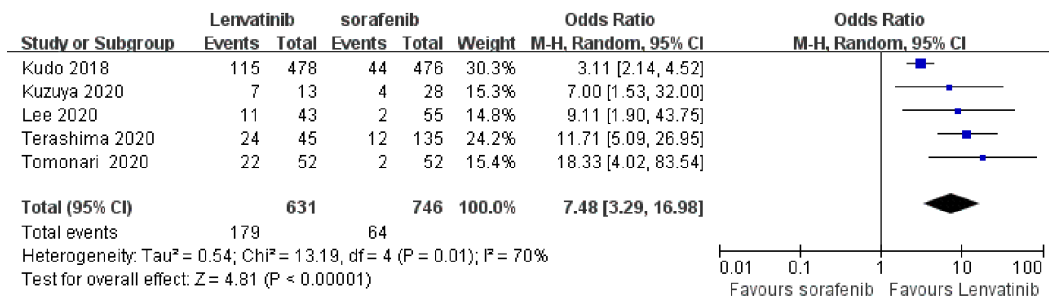 Lenvatinib sorafenib Odds Ratio Odds Ratio
Study or Subgroup Events Total Events Total Weight M-H, Random, 95% CI M-H, Random, 95% CI
Kudo 2018 115 478 44 476 30.3% 3.11 [2.14, 4.52]
Kuzuya 2020 7 13 4 28 15.3% 7.00 [1.53, 32.00]
Lee 2020 11 43 2 55 14.8% 9.11 [1.90, 43.75]
Terashima 2020 24 45 12 135 24.2% 11.71 [5.09, 26.95]
Tomonari 2020 22 52 2 52 15.4% 18.33 [4.02, 83.54]
Total (95% CI) 631 746 100.0% 7.48 [3.29, 16.98]
Total events 179 64
Heterogeneity: Tau² = 0.54; Chi² = 13.19, df = 4 (P = 0.01); I² = 70%
Test for overall effect: Z = 4.81 (P < 0.00001)
0.01 0.1 1 10 100
Favours sorafenib Favours Lenvatinib